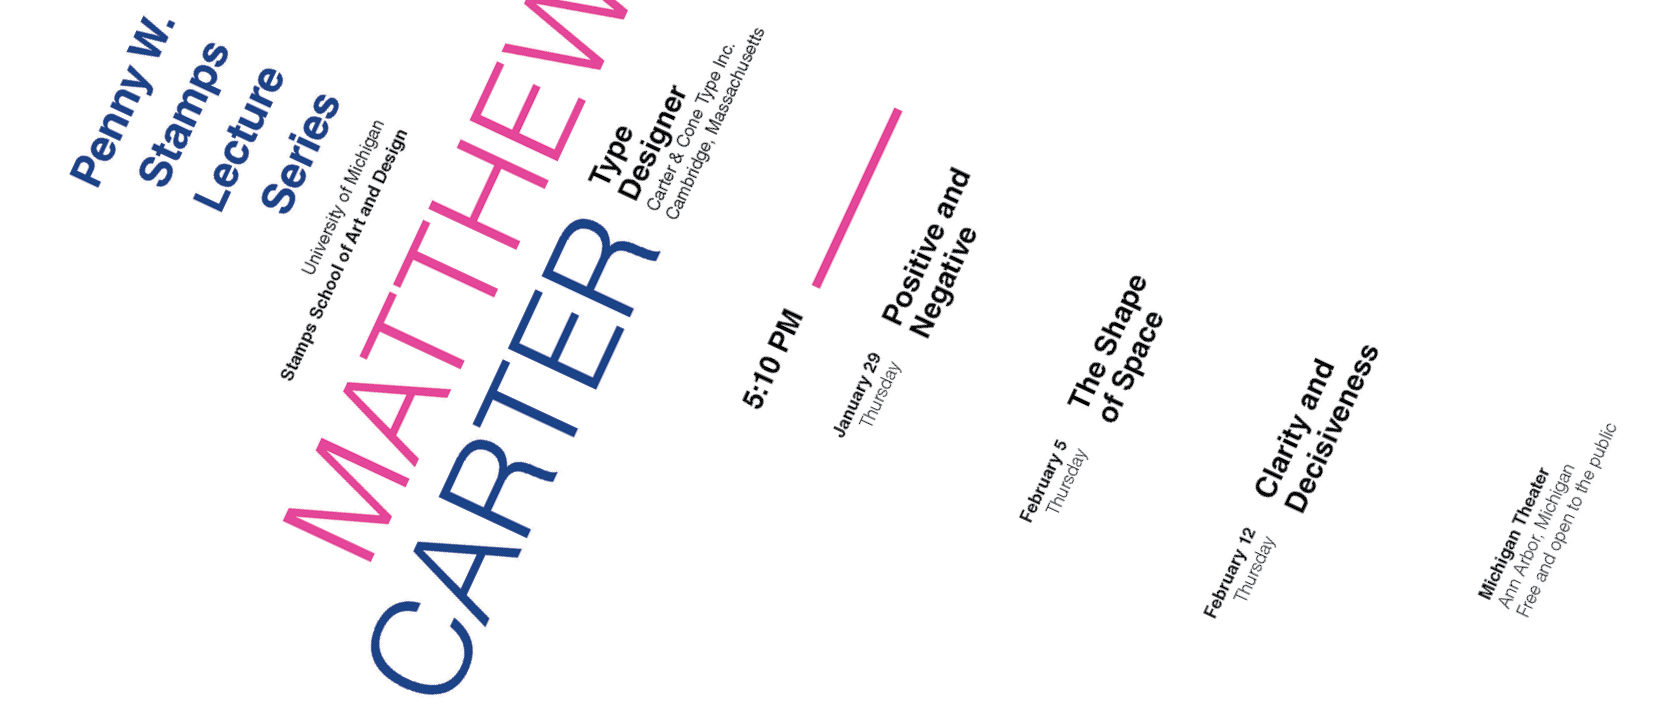 Penny W.
Stamps
Lecture
Series
University of Michigan
Stamps School of Art and Design
MATTHEW
CARTER
Type
Designer
Carter & Cone Type Inc.
Cambridge, Massachusetts
5:10 PM
January 29
Thursday
Positive and
Negative
February 5
Thursday
The Shape
of Space
February 12
Thursday
Clarity and
Decisiveness
Michigan Theater
Ann Arbor, Michigan
Free and open to the public